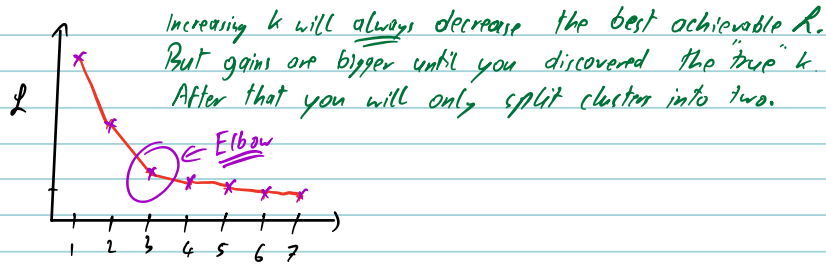 Increasing k will always decrease the best achievable L.
But gains are bigger until you discovered the "true" k.
After that you will only split clusters into two.
L
Elbow
1 2 3 4 5 6 7